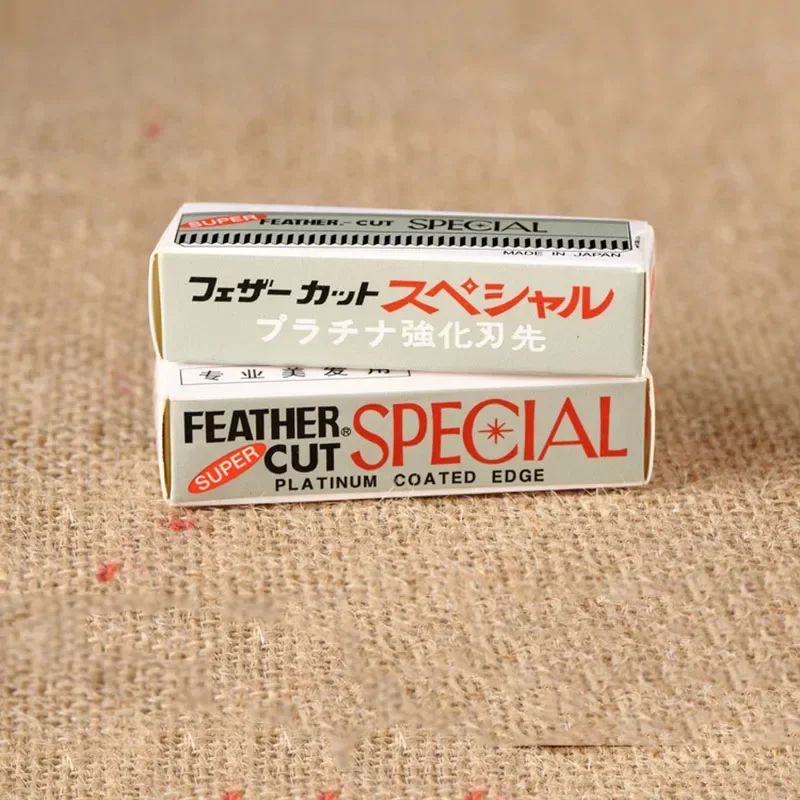 SUPER FEATHER CUT SPECIAL
MADE IN JAPAN
フェザーカットスペシャル
プラチナ強化刃先
专业美发用
FEATHER® SPECIAL
SUPER CUT
PLATINUM COATED EDGE